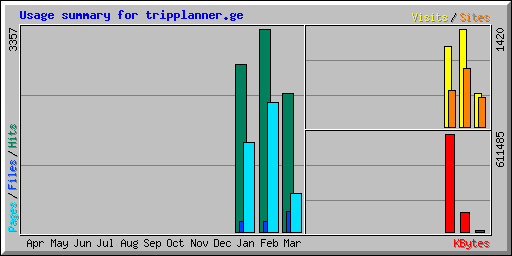 Usage summary for tripplanner.ge
Visits / Sites
3357
1420
Pages / Files / Hits
611485
Apr May Jun Jul Aug Sep Oct Nov Dec Jan Feb Mar
KBytes